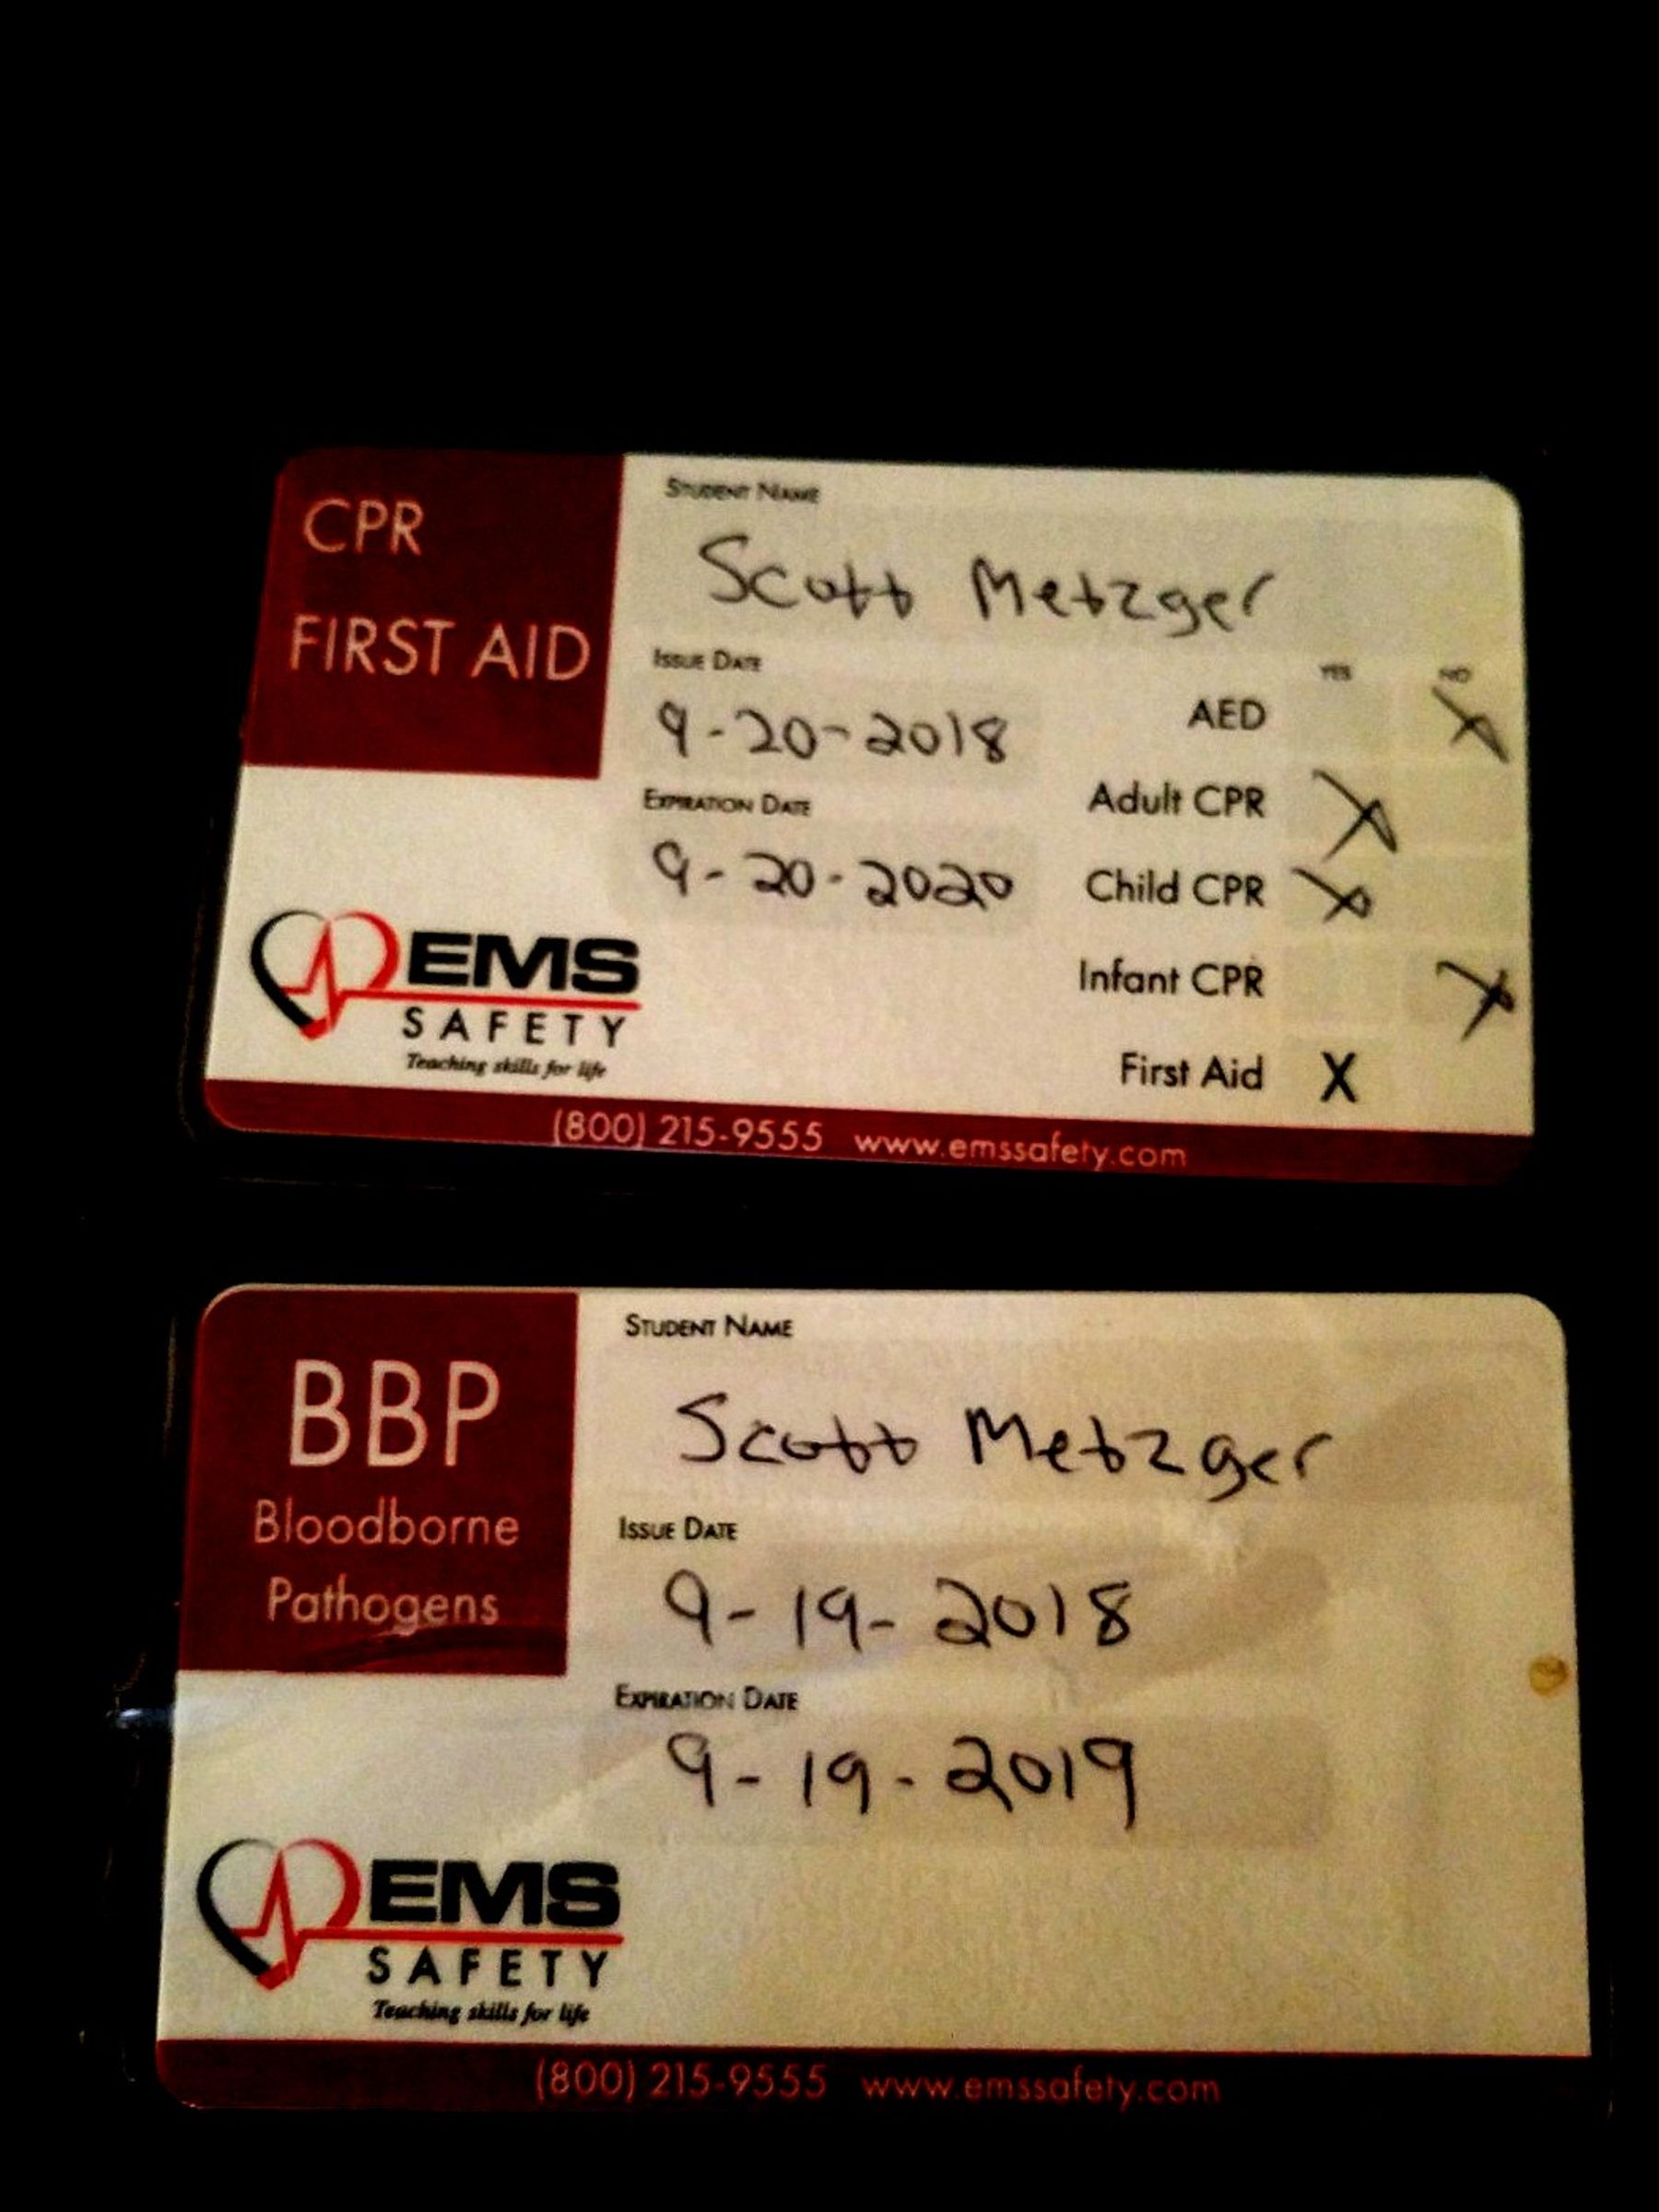 CPR
FIRST AID
STUDENT NAME
Scott Metzger
ISSUE DATE
9-20-2018
EXPIRATION DATE
9-20-2020
YES NO
AED X
Adult CPR X
Child CPR X
Infant CPR X
First Aid X
EMS
SAFETY
Teaching skills for life
(800) 215-9555 www.emssafety.com
BBP
Bloodborne
Pathogens
STUDENT NAME
Scott Metzger
ISSUE DATE
9-19-2018
EXPIRATION DATE
9-19-2019
EMS
SAFETY
Teaching skills for life
(800) 215-9555 www.emssafety.com